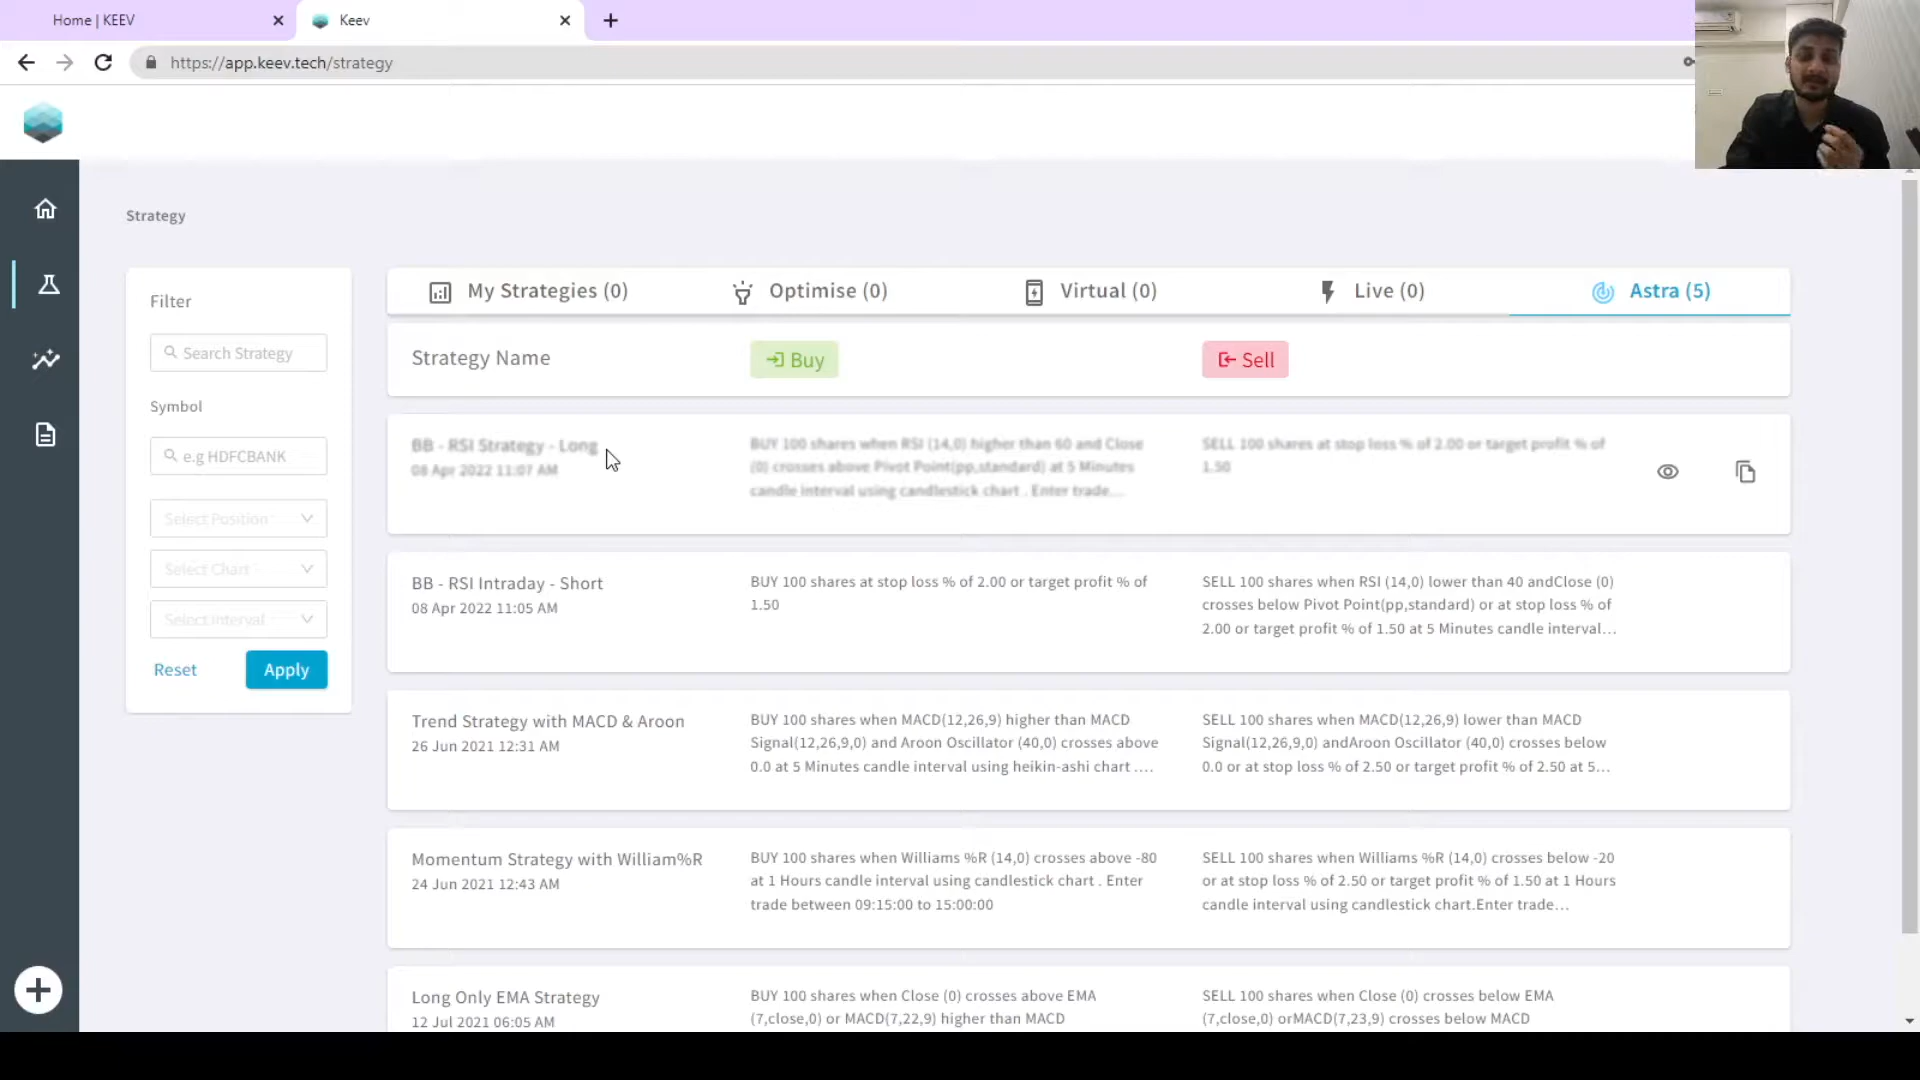 Home | KEEV
Keev
https://app.keev.tech/strategy
Strategy
Filter
Search Strategy
Symbol
e.g HDFCBANK
Select Position
Select Chart
Select Interval
Reset
Apply
My Strategies (0)
Optimise (0)
Virtual (0)
Live (0)
Astra (5)
Strategy Name
Buy
Sell
BB - RSI Strategy - Long
08 Apr 2022 11:07 AM
BUY 100 shares when RSI (14,0) higher than 60 and Close
(0) crosses above Pivot Point(pp,standard) at 5 Minutes
candle interval using candlestick chart . Enter trade...
SELL 100 shares at stop loss % of 2.00 or target profit % of
1.50
BB - RSI Intraday - Short
08 Apr 2022 11:05 AM
BUY 100 shares at stop loss % of 2.00 or target profit % of
1.50
SELL 100 shares when RSI (14,0) lower than 40 andClose (0)
crosses below Pivot Point(pp,standard) or at stop loss % of
2.00 or target profit % of 1.50 at 5 Minutes candle interval...
Trend Strategy with MACD & Aroon
26 Jun 2021 12:31 AM
BUY 100 shares when MACD(12,26,9) higher than MACD
Signal(12,26,9,0) and Aroon Oscillator (40,0) crosses above
0.0 at 5 Minutes candle interval using heikin-ashi chart ....
SELL 100 shares when MACD(12,26,9) lower than MACD
Signal(12,26,9,0) andAroon Oscillator (40,0) crosses below
0.0 or at stop loss % of 2.50 or target profit % of 2.50 at 5...
Momentum Strategy with William%R
24 Jun 2021 12:43 AM
BUY 100 shares when Williams %R (14,0) crosses above -80
at 1 Hours candle interval using candlestick chart . Enter
trade between 09:15:00 to 15:00:00
SELL 100 shares when Williams %R (14,0) crosses below -20
or at stop loss % of 2.50 or target profit % of 1.50 at 1 Hours
candle interval using candlestick chart.Enter trade...
Long Only EMA Strategy
12 Jul 2021 06:05 AM
BUY 100 shares when Close (0) crosses above EMA
(7,close,0) or MACD(7,22,9) higher than MACD
SELL 100 shares when Close (0) crosses below EMA
(7,close,0) orMACD(7,23,9) crosses below MACD